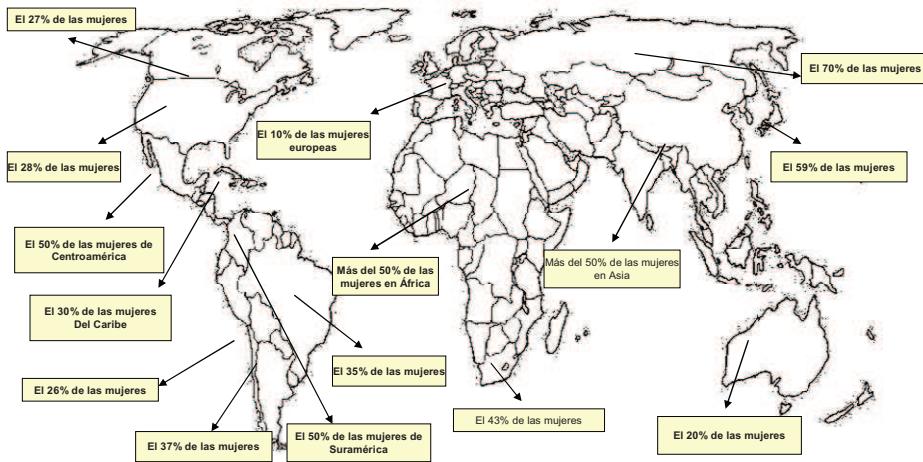 El 27% de las mujeres
El 70% de las mujeres
El 10% de las mujeres
europeas
El 28% de las mujeres
El 59% de las mujeres
El 50% de las mujeres de
Centroamérica
Más del 50% de las
mujeres en África
Más del 50% de las mujeres
en Asia
El 30% de las mujeres
Del Caribe
El 35% de las mujeres
El 26% de las mujeres
El 43% de las mujeres
El 37% de las mujeres
El 50% de las mujeres de
Suramérica
El 20% de las mujeres